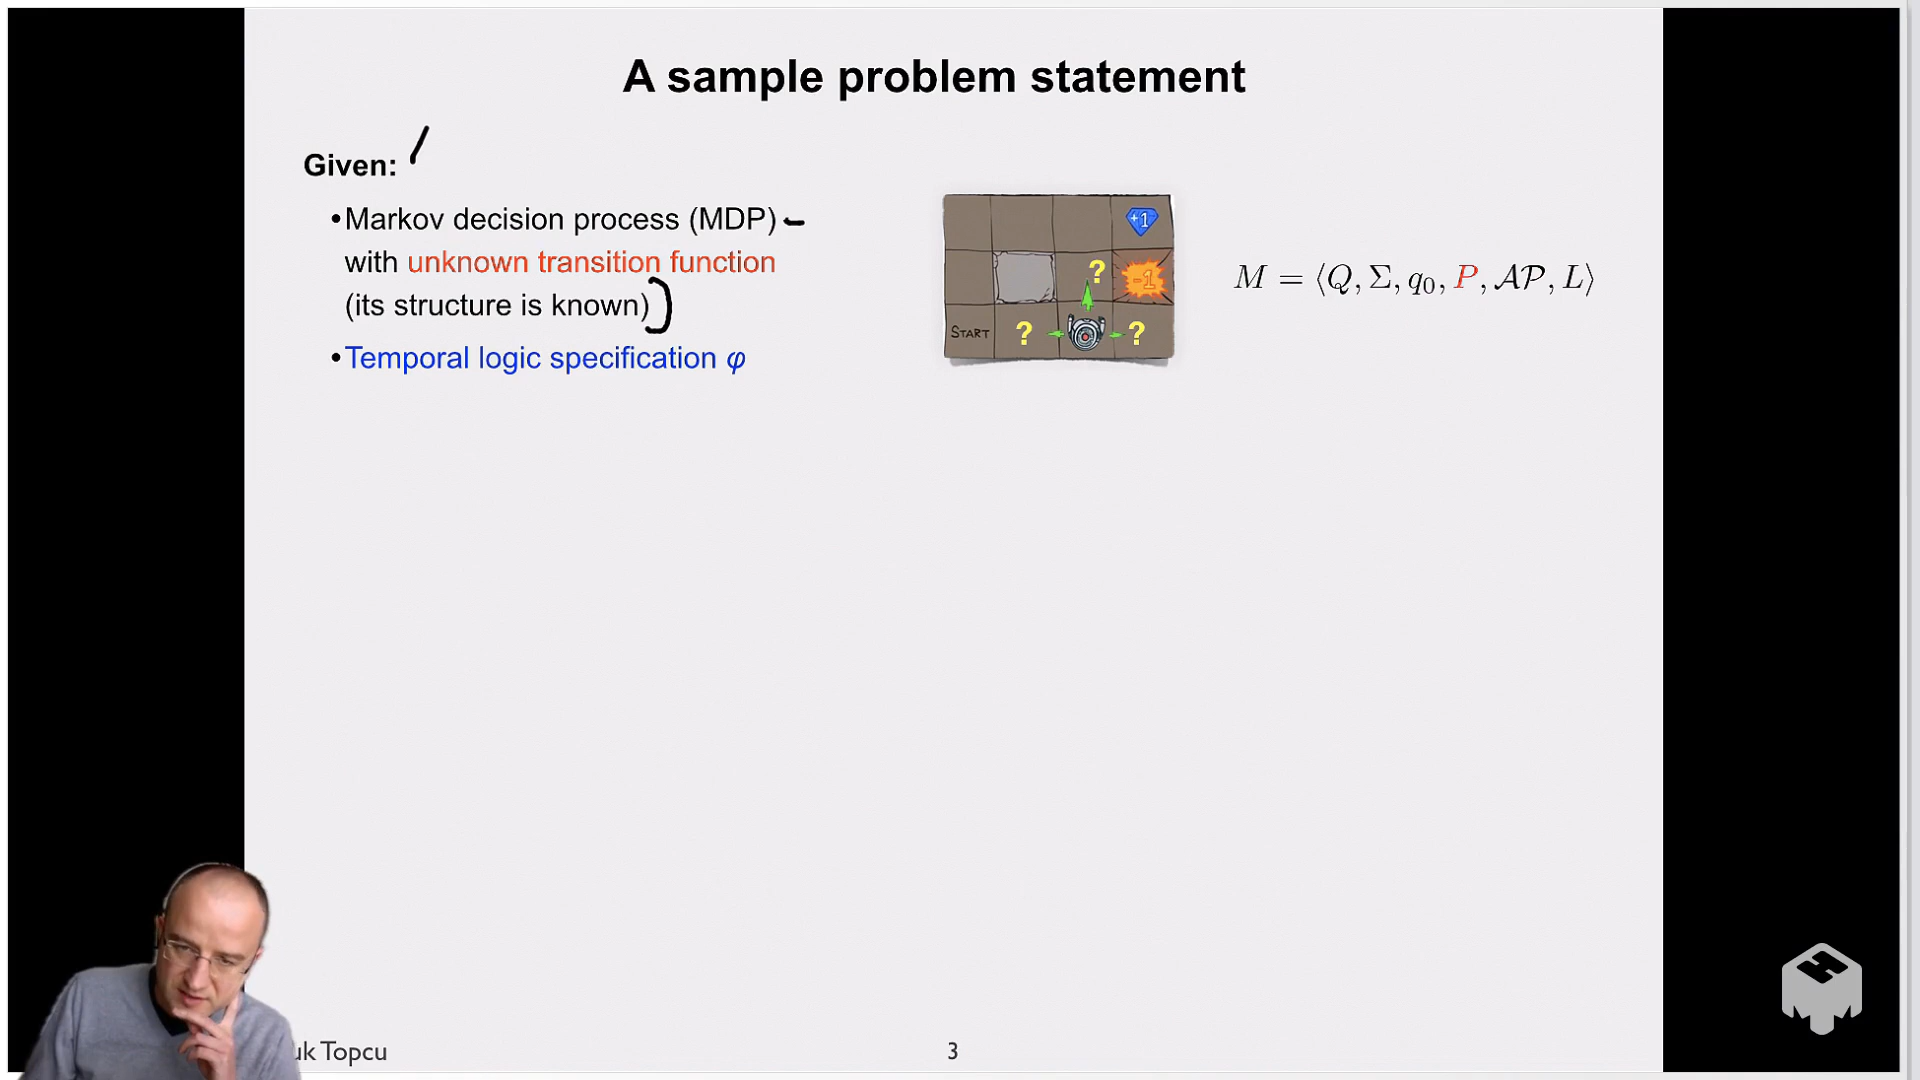 A sample problem statement
Given:
•Markov decision process (MDP)
with unknown transition function
(its structure is known)
•Temporal logic specification φ
+1
?
-1
START
?
?
M = ⟨Q, Σ, q₀, P, 𝒜𝒫, L⟩
uk Topcu
3